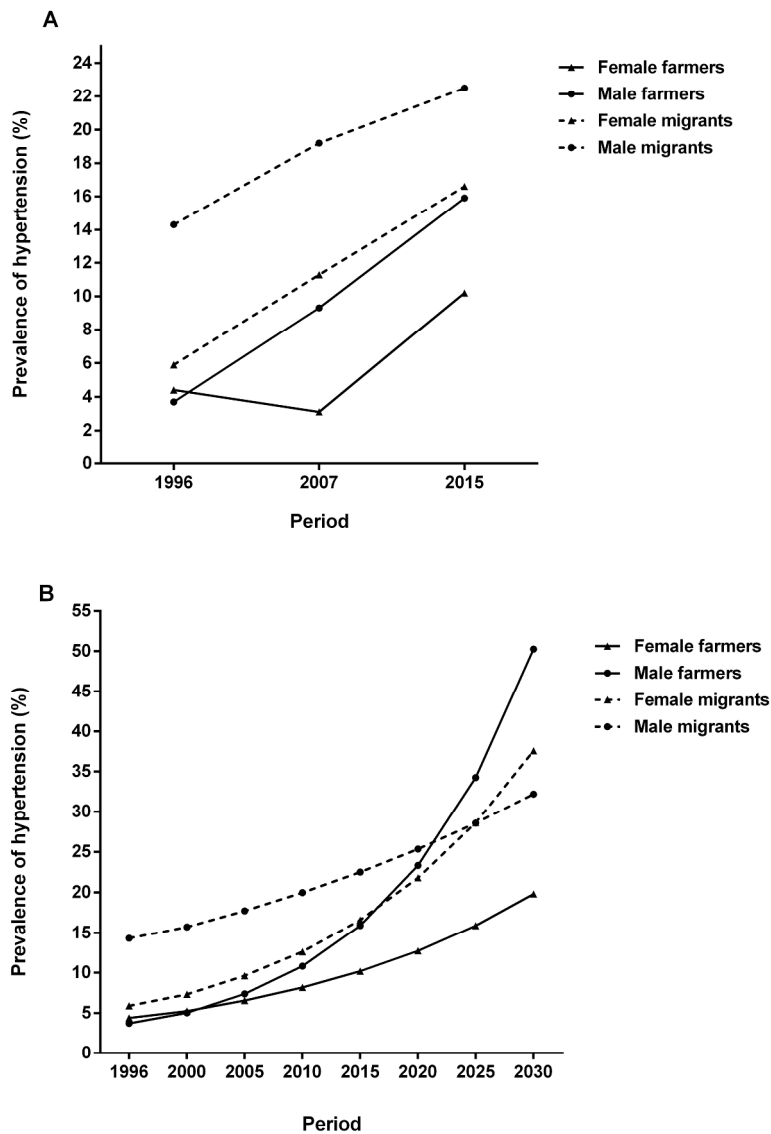 A
Prevalence of hypertension (%)
24
22
20
18
16
14
12
10
8
6
4
2
0
1996 2007 2015
Period
Female farmers
Male farmers
Female migrants
Male migrants
B
Prevalence of hypertension (%)
55
50
45
40
35
30
25
20
15
10
5
0
1996 2000 2005 2010 2015 2020 2025 2030
Period
Female farmers
Male farmers
Female migrants
Male migrants